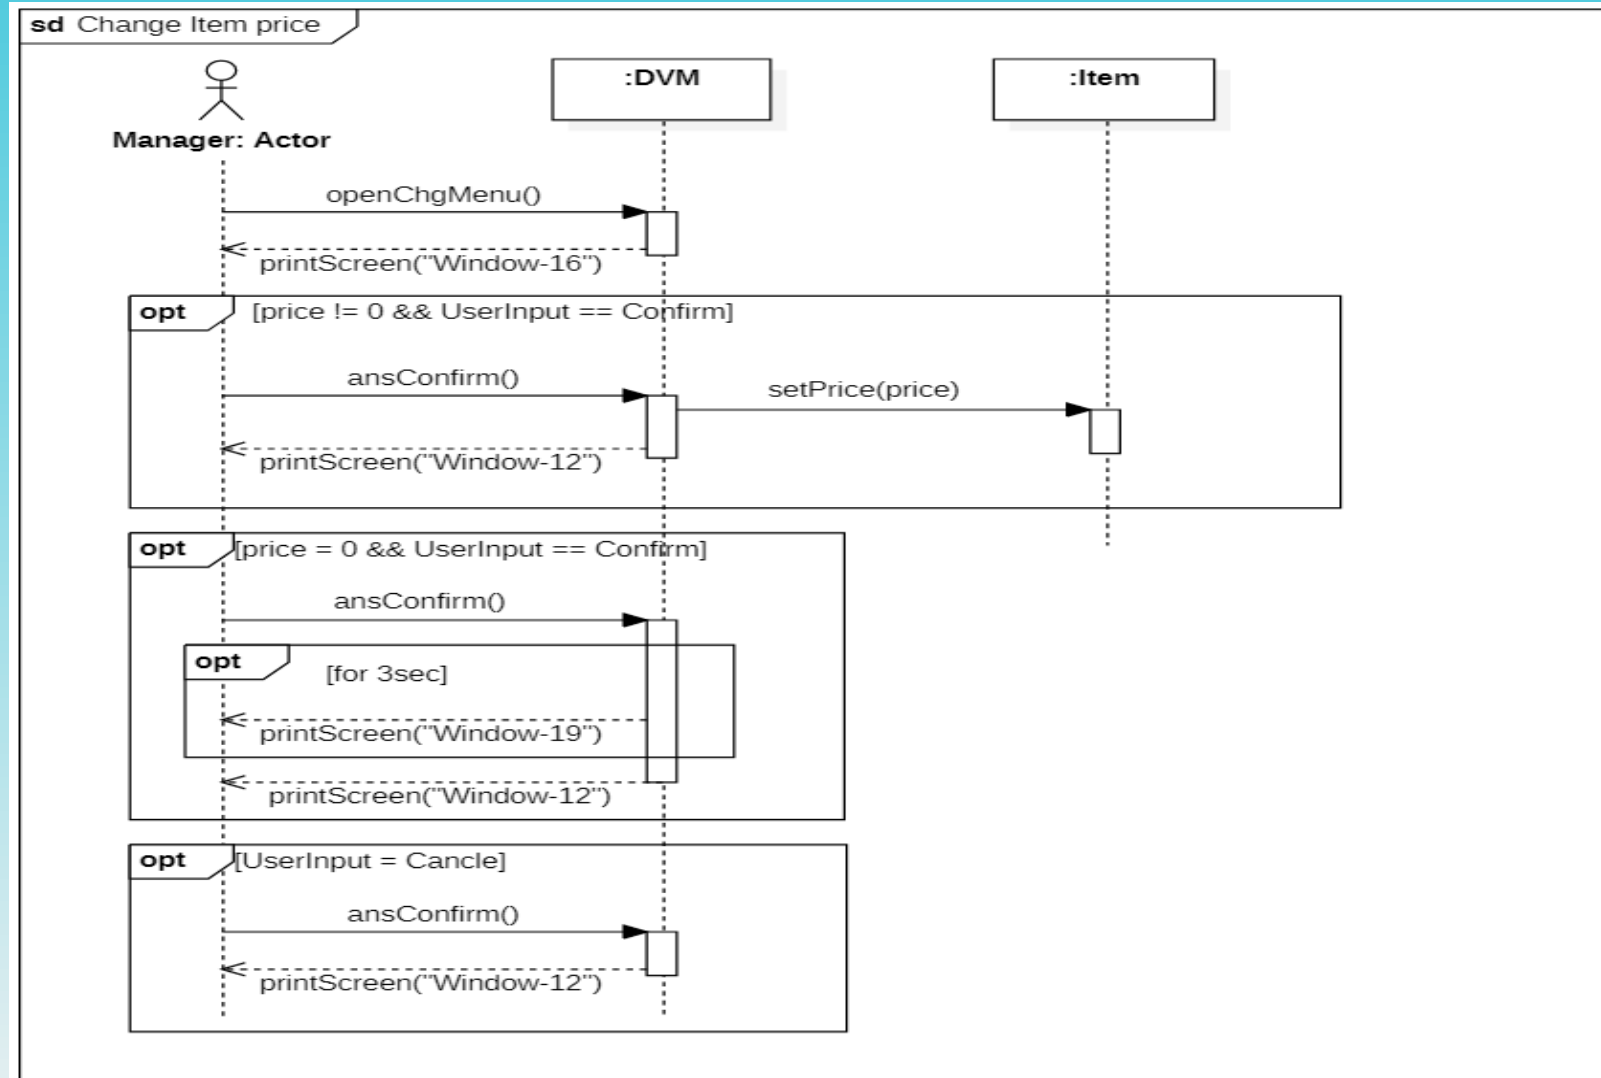 sd Change Item price
:DVM
:Item
Manager: Actor
openChgMenu()
printScreen("Window-16")
opt [price != 0 && UserInput == Confirm]
ansConfirm()
setPrice(price)
printScreen("Window-12")
opt [price = 0 && UserInput == Confirm]
ansConfirm()
opt [for 3sec]
printScreen("Window-19")
printScreen("Window-12")
opt [UserInput = Cancle]
ansConfirm()
printScreen("Window-12")